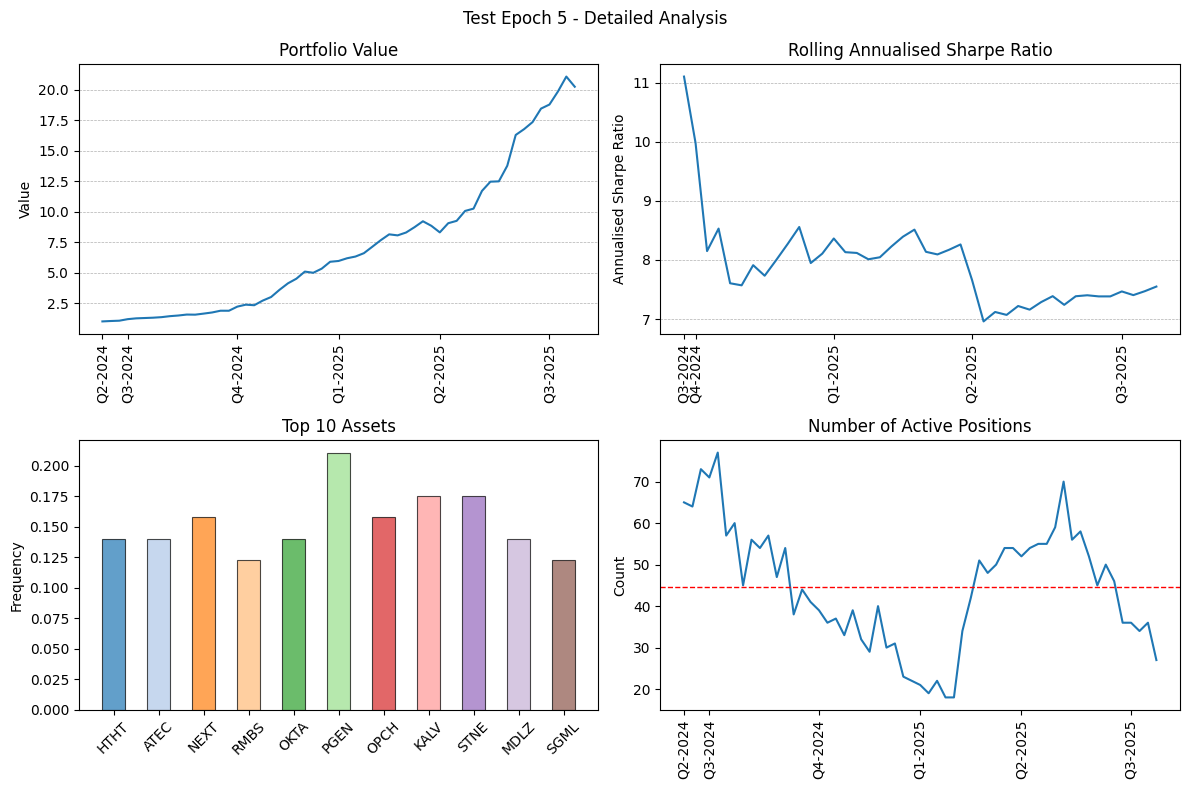 Test Epoch 5 - Detailed Analysis
Portfolio Value
Value
20.0
17.5
15.0
12.5
10.0
7.5
5.0
2.5
Q2-2024
Q3-2024
Q4-2024
Q1-2025
Q2-2025
Q3-2025
Rolling Annualised Sharpe Ratio
Annualised Sharpe Ratio
11
10
9
8
7
Q3-2024
Q4-2024
Q1-2025
Q2-2025
Q3-2025
Top 10 Assets
Frequency
0.200
0.175
0.150
0.125
0.100
0.075
0.050
0.025
0.000
HTHT
ATEC
NEXT
RMBS
OKTA
PGEN
OPCH
KALV
STNE
MDLZ
SGML
Number of Active Positions
Count
70
60
50
40
30
20
Q2-2024
Q3-2024
Q4-2024
Q1-2025
Q2-2025
Q3-2025